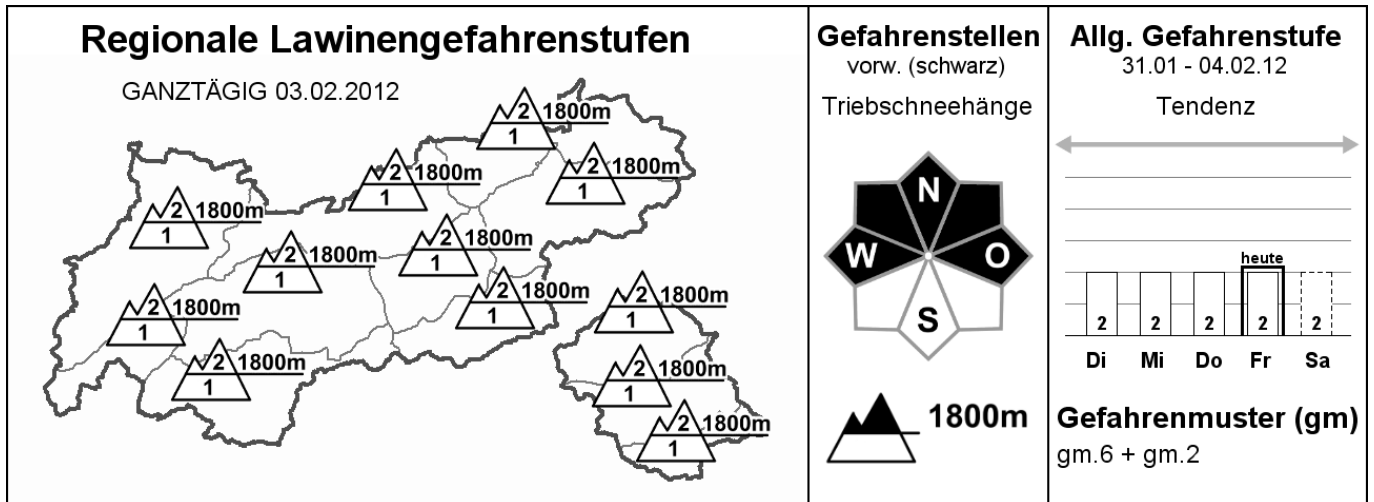 Regionale Lawinengefahrenstufen
GANZTÄGIG 03.02.2012
2 1800m
1
2 1800m
1
2 1800m
1
2 1800m
1
2 1800m
1
2 1800m
1
2 1800m
1
2 1800m
1
2 1800m
1
2 1800m
1
2 1800m
1
2 1800m
1
Gefahrenstellen
vorw. (schwarz)
Triebschneehänge
N
W O
S
1800m
Allg. Gefahrenstufe
31.01 - 04.02.12
Tendenz
heute
2 2 2 2 2
Di Mi Do Fr Sa
Gefahrenmuster (gm)
gm.6 + gm.2